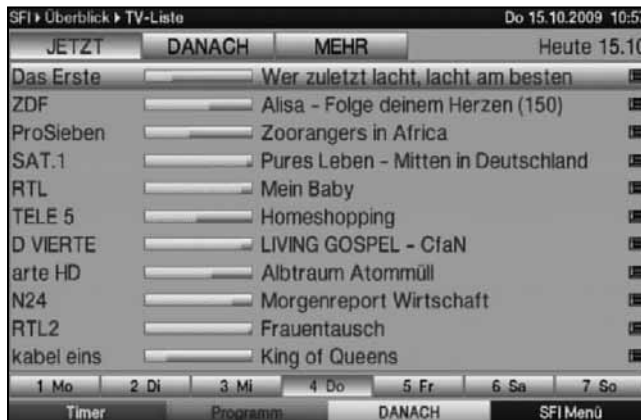 SFI ▸ Überblick ▸ TV-Liste Do 15.10.2009 10:5
JETZT DANACH MEHR Heute 15.10
Das Erste Wer zuletzt lacht, lacht am besten
ZDF Alisa - Folge deinem Herzen (150)
ProSieben Zoorangers in Africa
SAT.1 Pures Leben - Mitten in Deutschland
RTL Mein Baby
TELE 5 Homeshopping
D VIERTE LIVING GOSPEL - CfaN
arte HD Albtraum Atommüll
N24 Morgenreport Wirtschaft
RTL2 Frauentausch
kabel eins King of Queens
1 Mo 2 Di 3 Mi 4 Do 5 Fr 6 Sa 7 So
Timer Programm DANACH SFI Menü